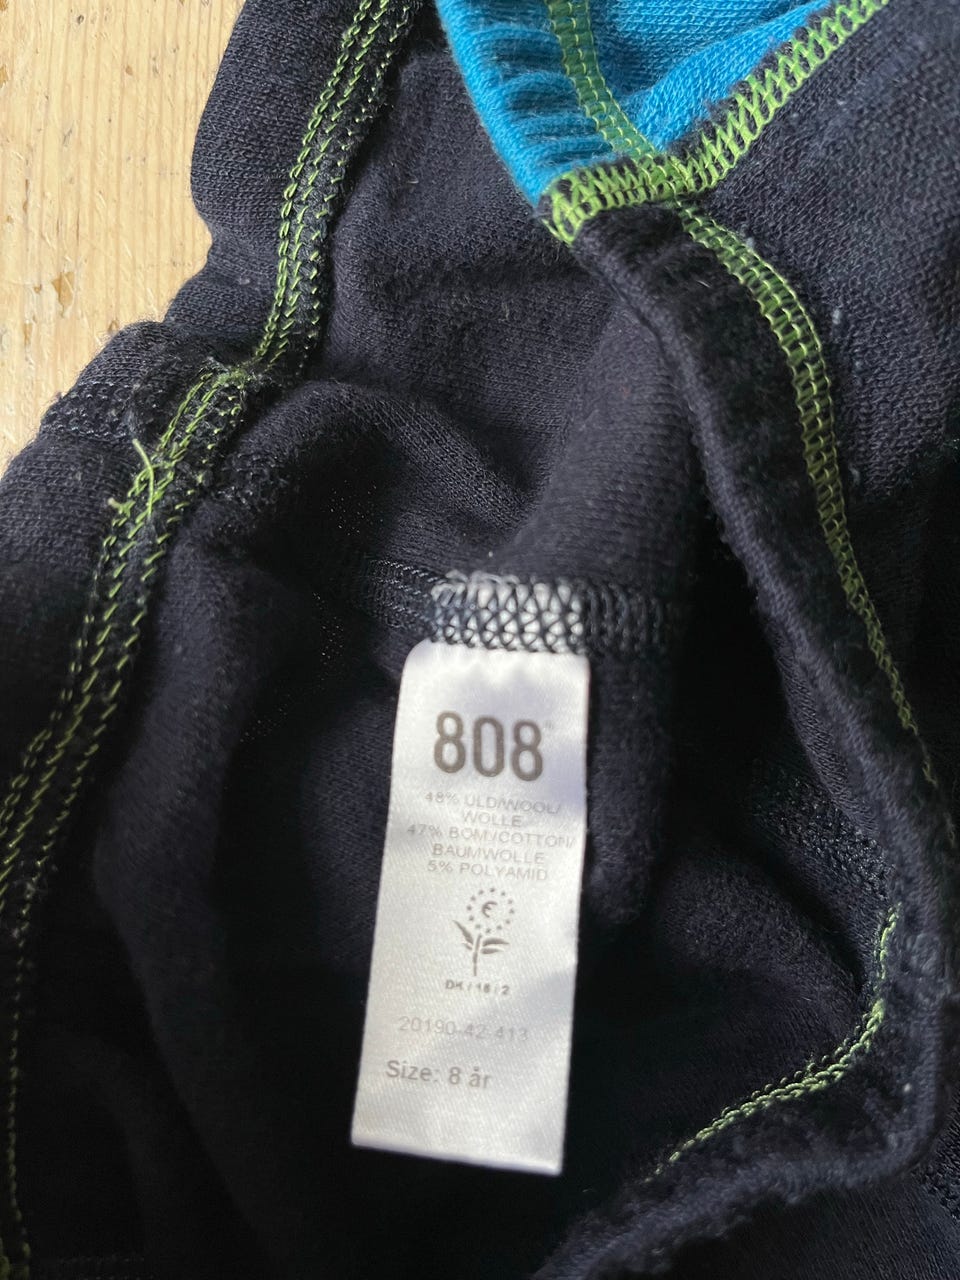 808
48% ULD/WOOL/
WOLLE
47% BOM/COTTON/
BAUMWOLLE
5% POLYAMID
€
DK / 16 / 2
20190-42-413
Size: 8 år